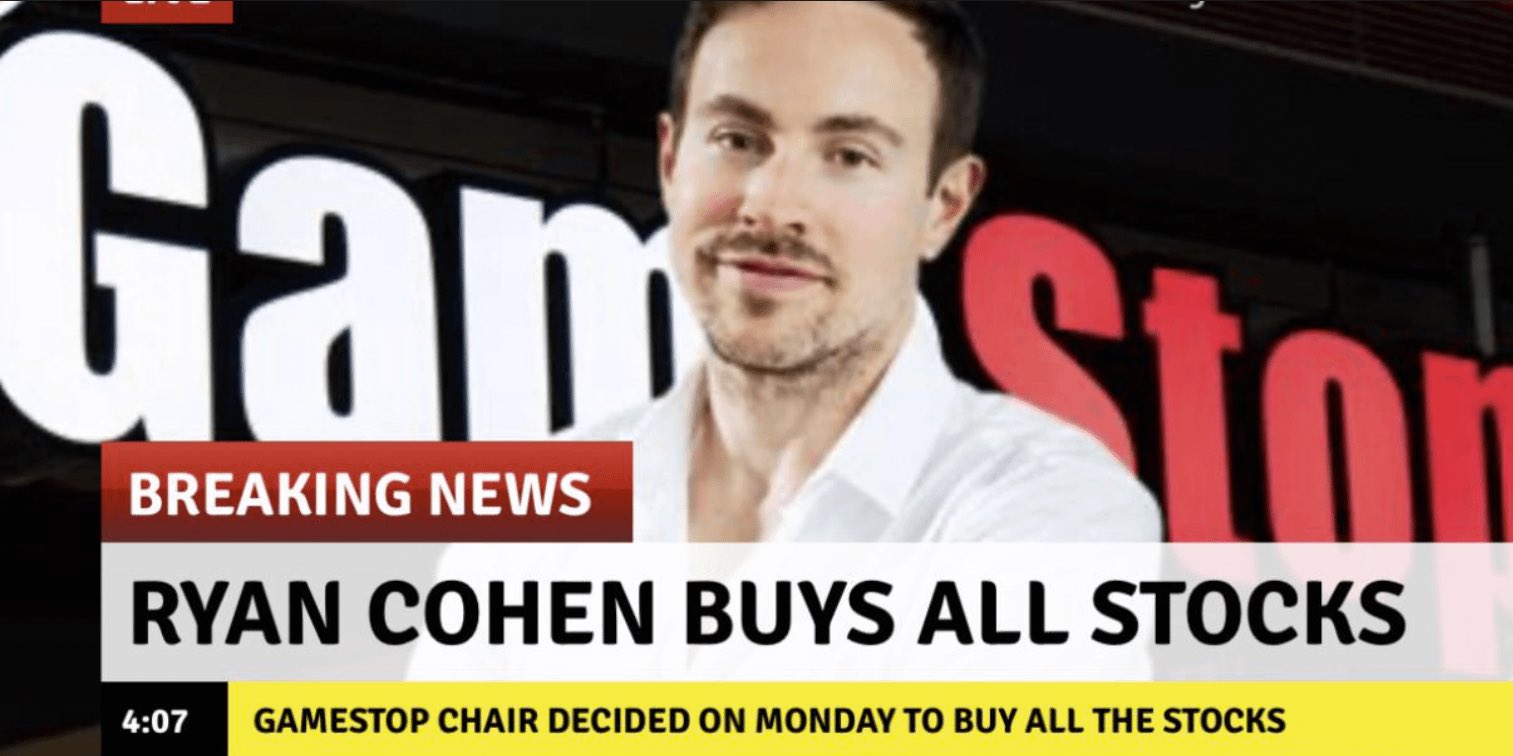 GameStop
BREAKING NEWS
RYAN COHEN BUYS ALL STOCKS
4:07 GAMESTOP CHAIR DECIDED ON MONDAY TO BUY ALL THE STOCKS